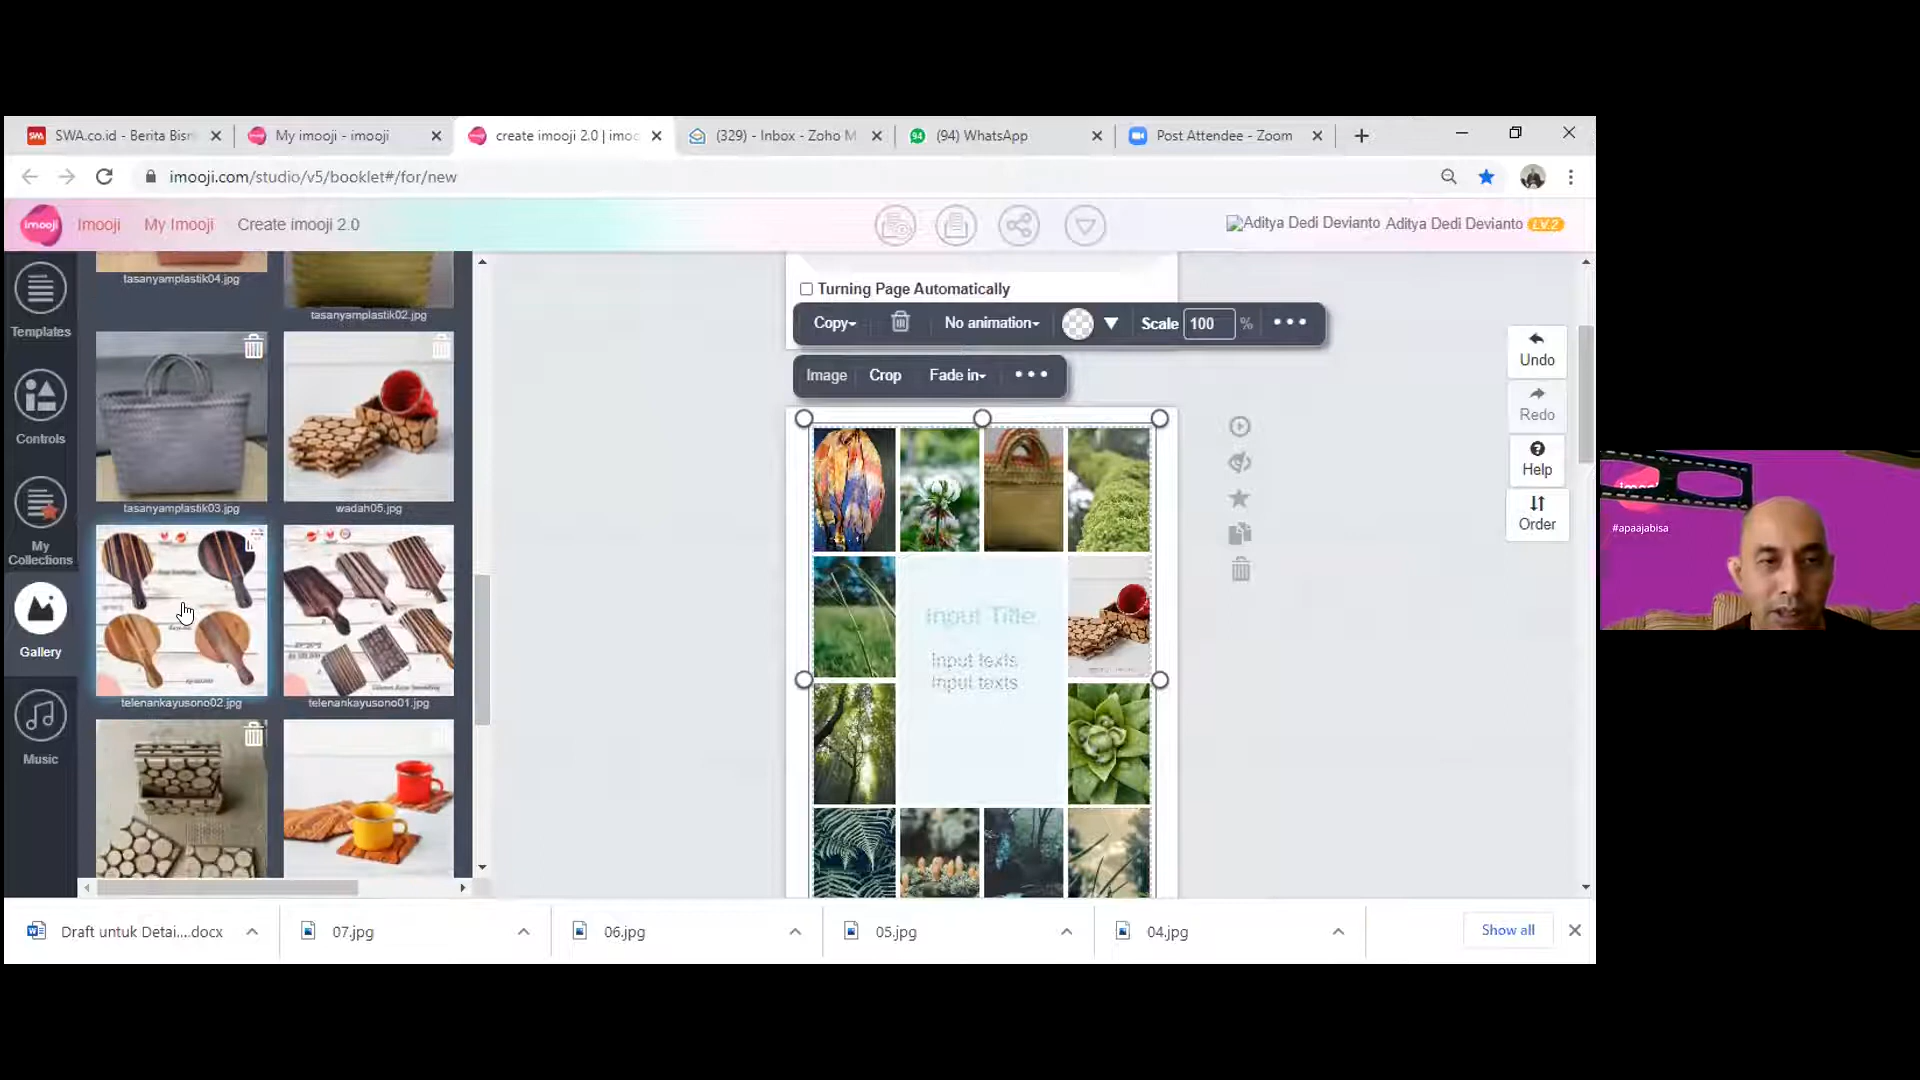 SWA.co.id - Berita Bisn
My imooji - imooji
create imooji 2.0 | imoo
(329) - Inbox - Zoho M
94
(94) WhatsApp
Post Attendee - Zoom
imooji.com/studio/v5/booklet#/for/new
imooji
Imooji
My Imooji
Create imooji 2.0
Aditya Dedi Devianto
Aditya Dedi Devianto
LV.2
Templates
Controls
My Collections
Gallery
Music
tasanyamplastik04.jpg
tasanyamplastik02.jpg
tasanyamplastik03.jpg
wadah05.jpg
telenankayusono02.jpg
telenankayusono01.jpg
Turning Page Automatically
Copy
No animation
Scale
100
%
Image
Crop
Fade in
Input Title
Input texts
Input texts
Undo
Redo
Help
Order
#apaajabisa
Draft untuk Detai....docx
07.jpg
06.jpg
05.jpg
04.jpg
Show all